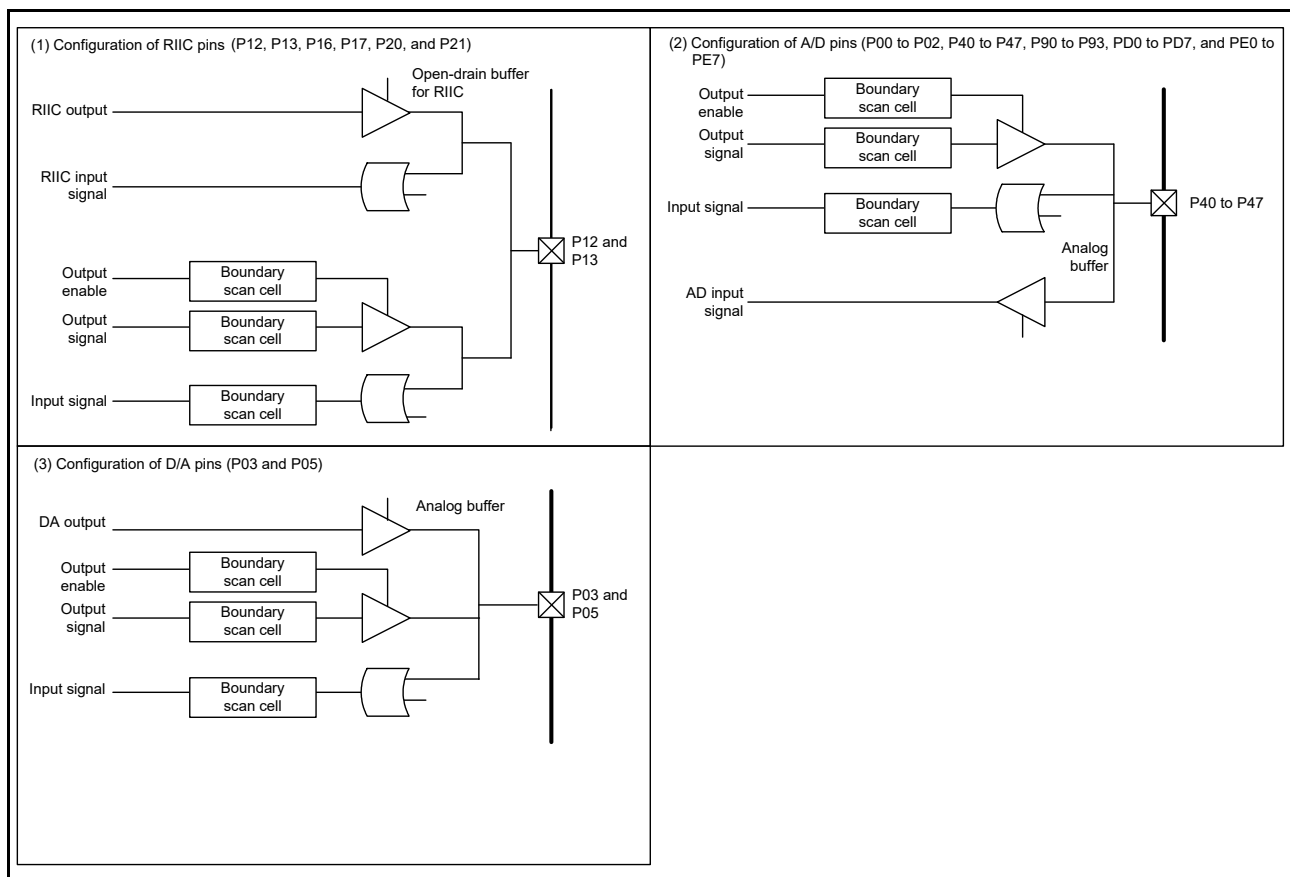 (1) Configuration of RIIC pins (P12, P13, P16, P17, P20, and P21)
Open-drain buffer
for RIIC
RIIC output
RIIC input
signal
P12 and
P13
Output
enable
Boundary
scan cell
Output
signal
Boundary
scan cell
Input signal
Boundary
scan cell
(2) Configuration of A/D pins (P00 to P02, P40 to P47, P90 to P93, PD0 to PD7, and PE0 to
PE7)
Output
enable
Boundary
scan cell
Output
signal
Boundary
scan cell
Input signal
Boundary
scan cell
P40 to P47
Analog
buffer
AD input
signal
(3) Configuration of D/A pins (P03 and P05)
Analog buffer
DA output
Output
enable
Boundary
scan cell
Output
signal
Boundary
scan cell
P03 and
P05
Input signal
Boundary
scan cell